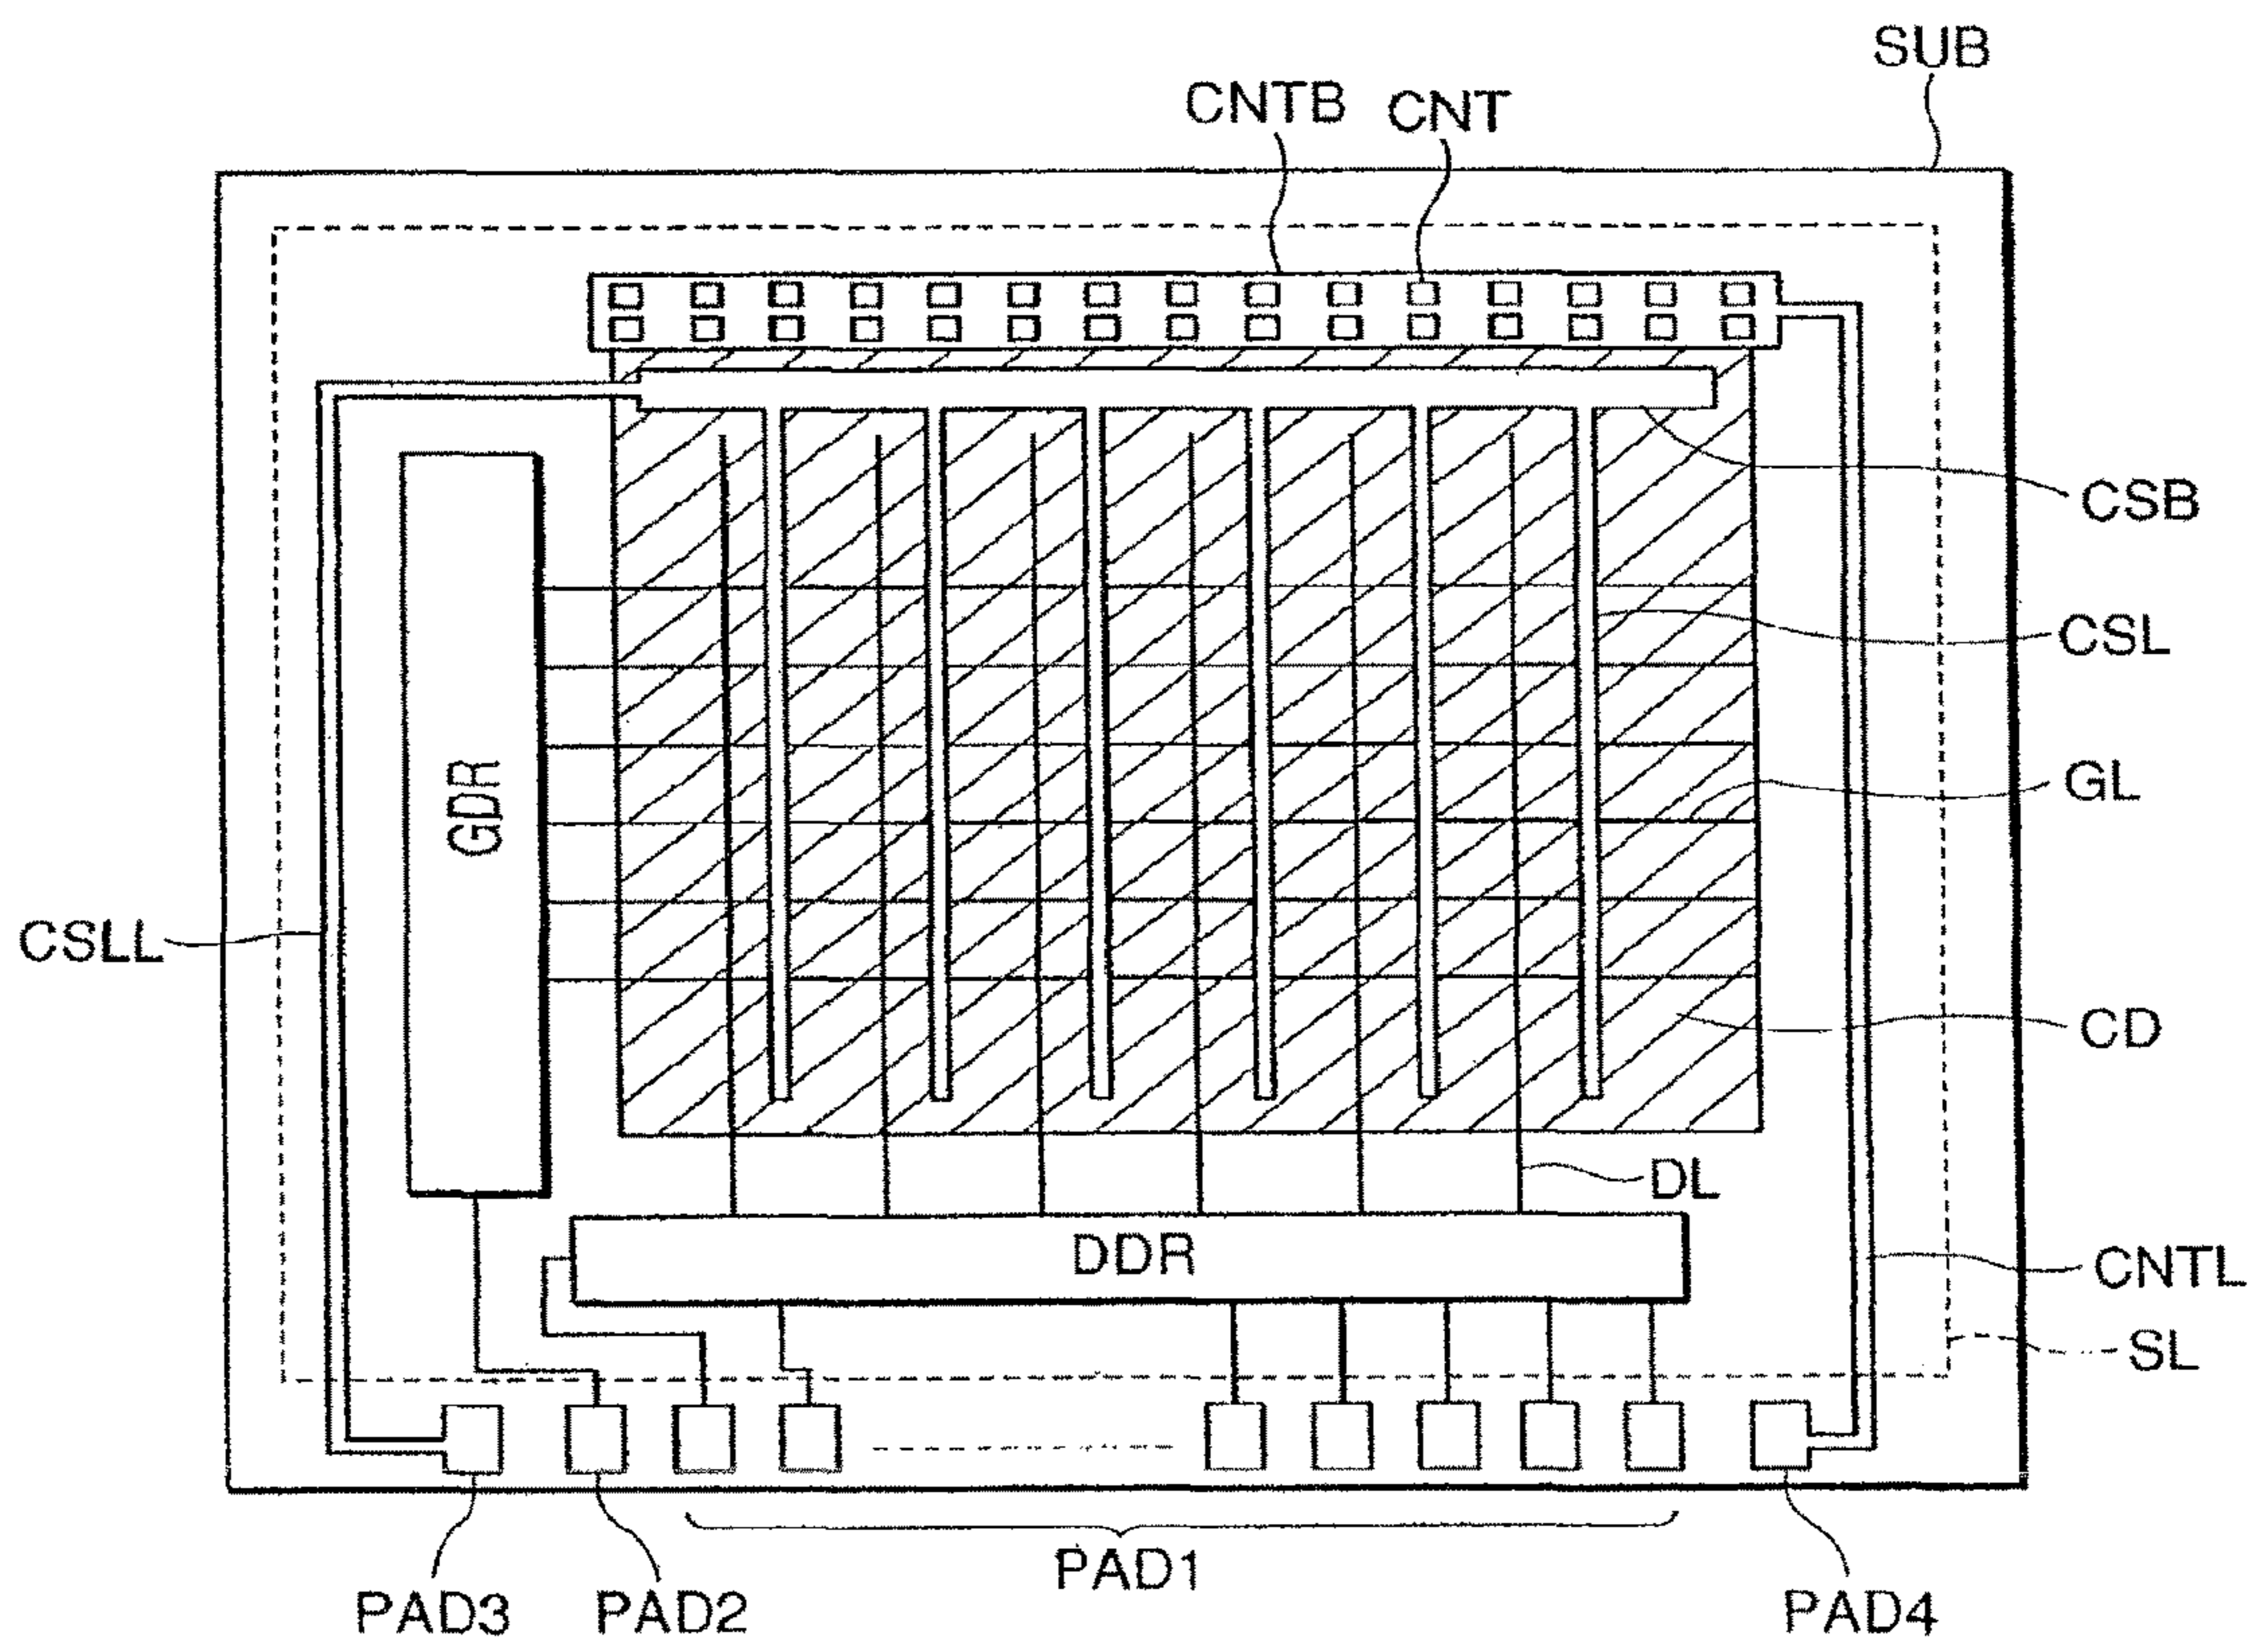 SUB
CNTB CNT
CSB
CSL
GL
GDR
CSLL
CD
DL
DDR
CNTL
SL
PAD1
PAD3 PAD2 PAD4